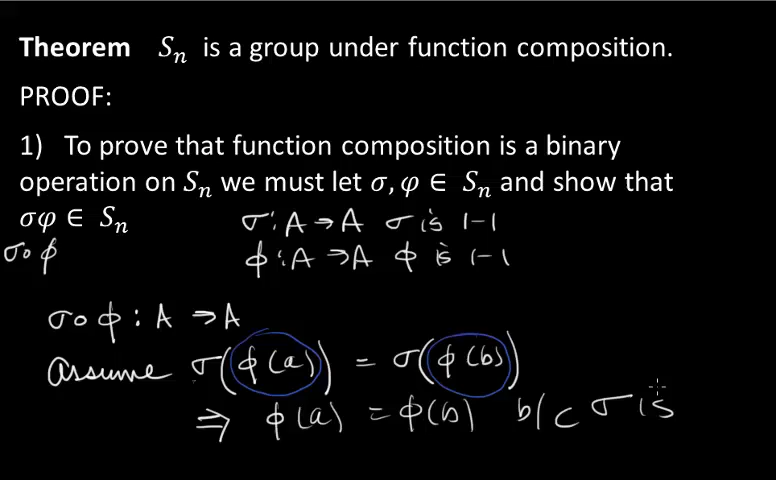 Theorem Sₙ is a group under function composition.
PROOF:
1) To prove that function composition is a binary
operation on Sₙ we must let σ, φ ∈ Sₙ and show that
σφ ∈ Sₙ σ: A → A σ is 1-1
σ∘ϕ ϕ: A → A ϕ is 1-1
σ∘ϕ : A → A
assume σ(ϕ(a)) = σ(ϕ(b))
⇒ ϕ(a) = ϕ(b) b/c σ is